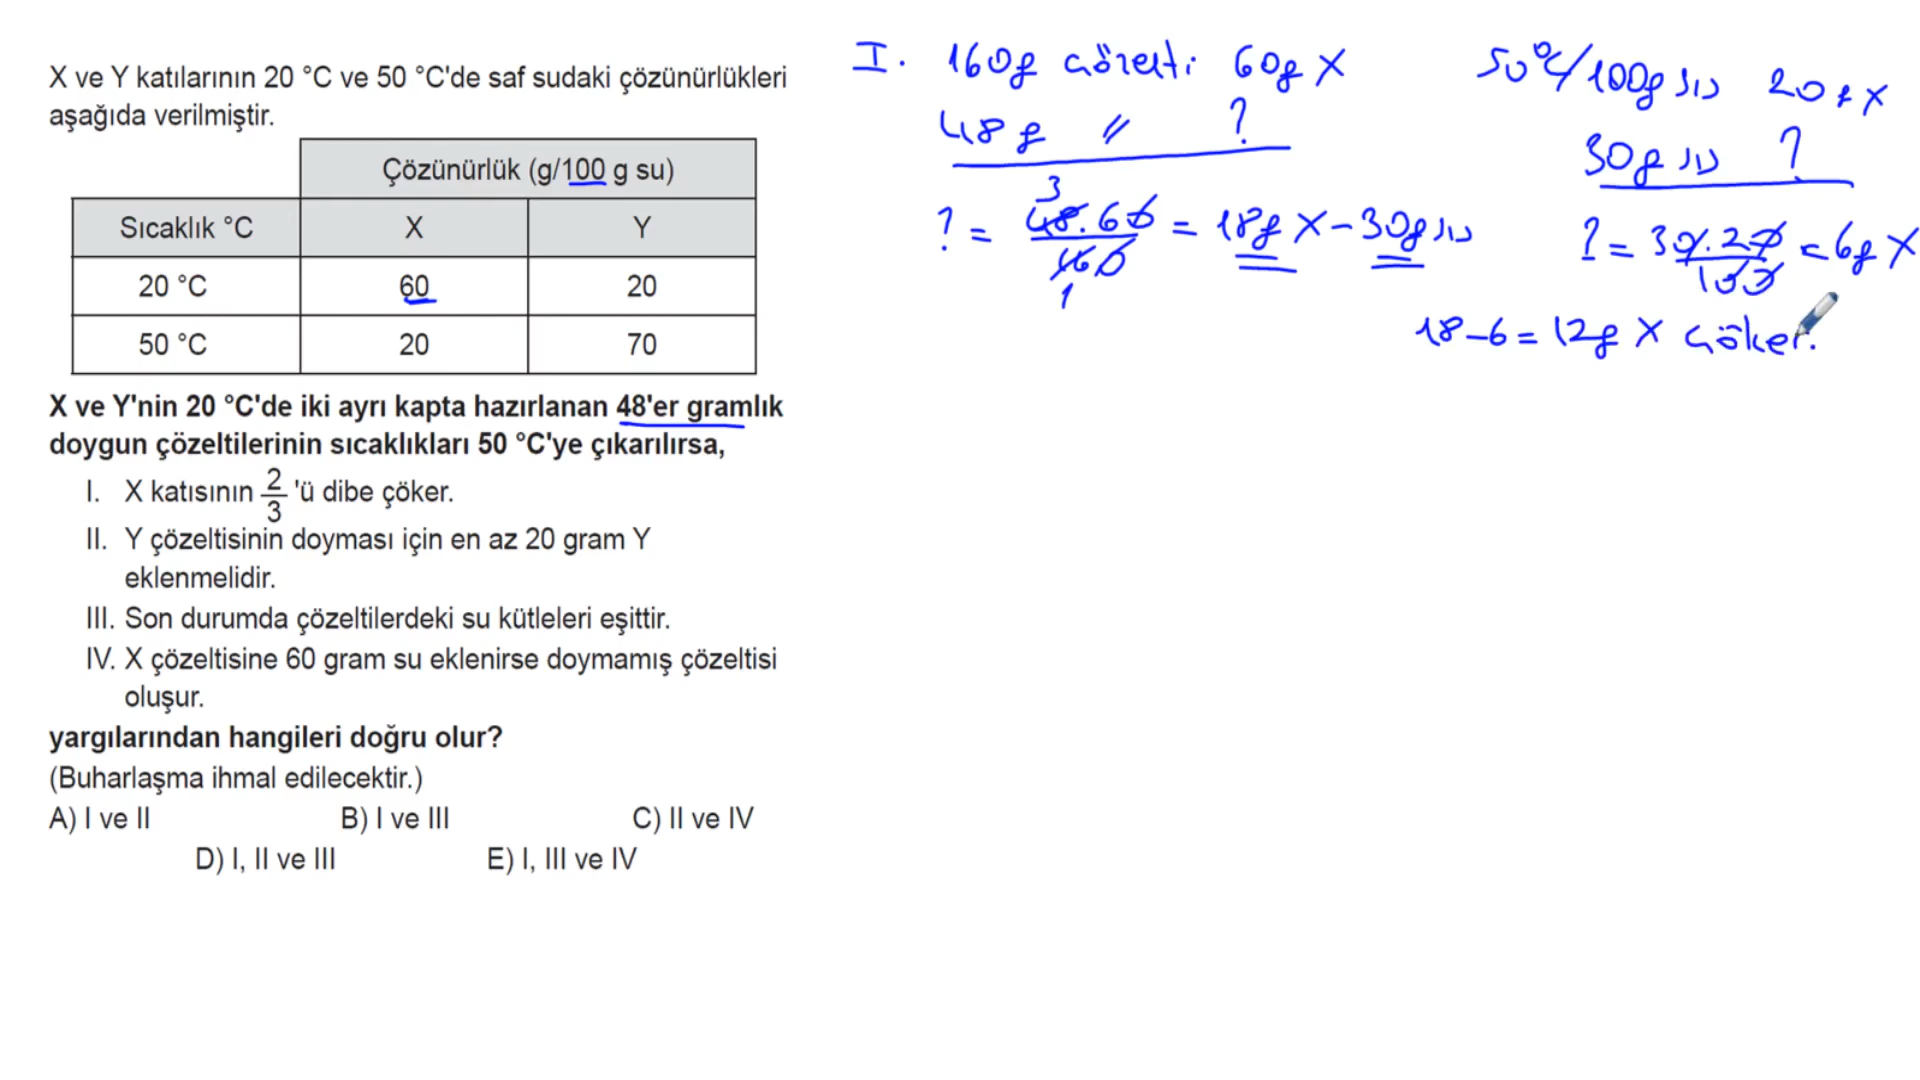 X ve Y katılarının 20 °C ve 50 °C'de saf sudaki çözünürlükleri
aşağıda verilmiştir.
Çözünürlük (g/100 g su)
Sıcaklık °C X Y
20 °C 60 20
50 °C 20 70
X ve Y'nin 20 °C'de iki ayrı kapta hazırlanan 48'er gramlık
doygun çözeltilerinin sıcaklıkları 50 °C'ye çıkarılırsa,
I. X katısının 2/3 'ü dibe çöker.
II. Y çözeltisinin doyması için en az 20 gram Y
eklenmelidir.
III. Son durumda çözeltilerdeki su kütleleri eşittir.
IV. X çözeltisine 60 gram su eklenirse doymamış çözeltisi
oluşur.
yargılarından hangileri doğru olur?
(Buharlaşma ihmal edilecektir.)
A) I ve II B) I ve III C) II ve IV
D) I, II ve III E) I, III ve IV
I. 160g çözelti 60g X
48g // ?
? = 48.60/160 = 18g X - 30g su
3
1
50°C/100g su 20g X
30g su ?
? = 30.20/100 = 6g X
18-6 = 12g X çöker.